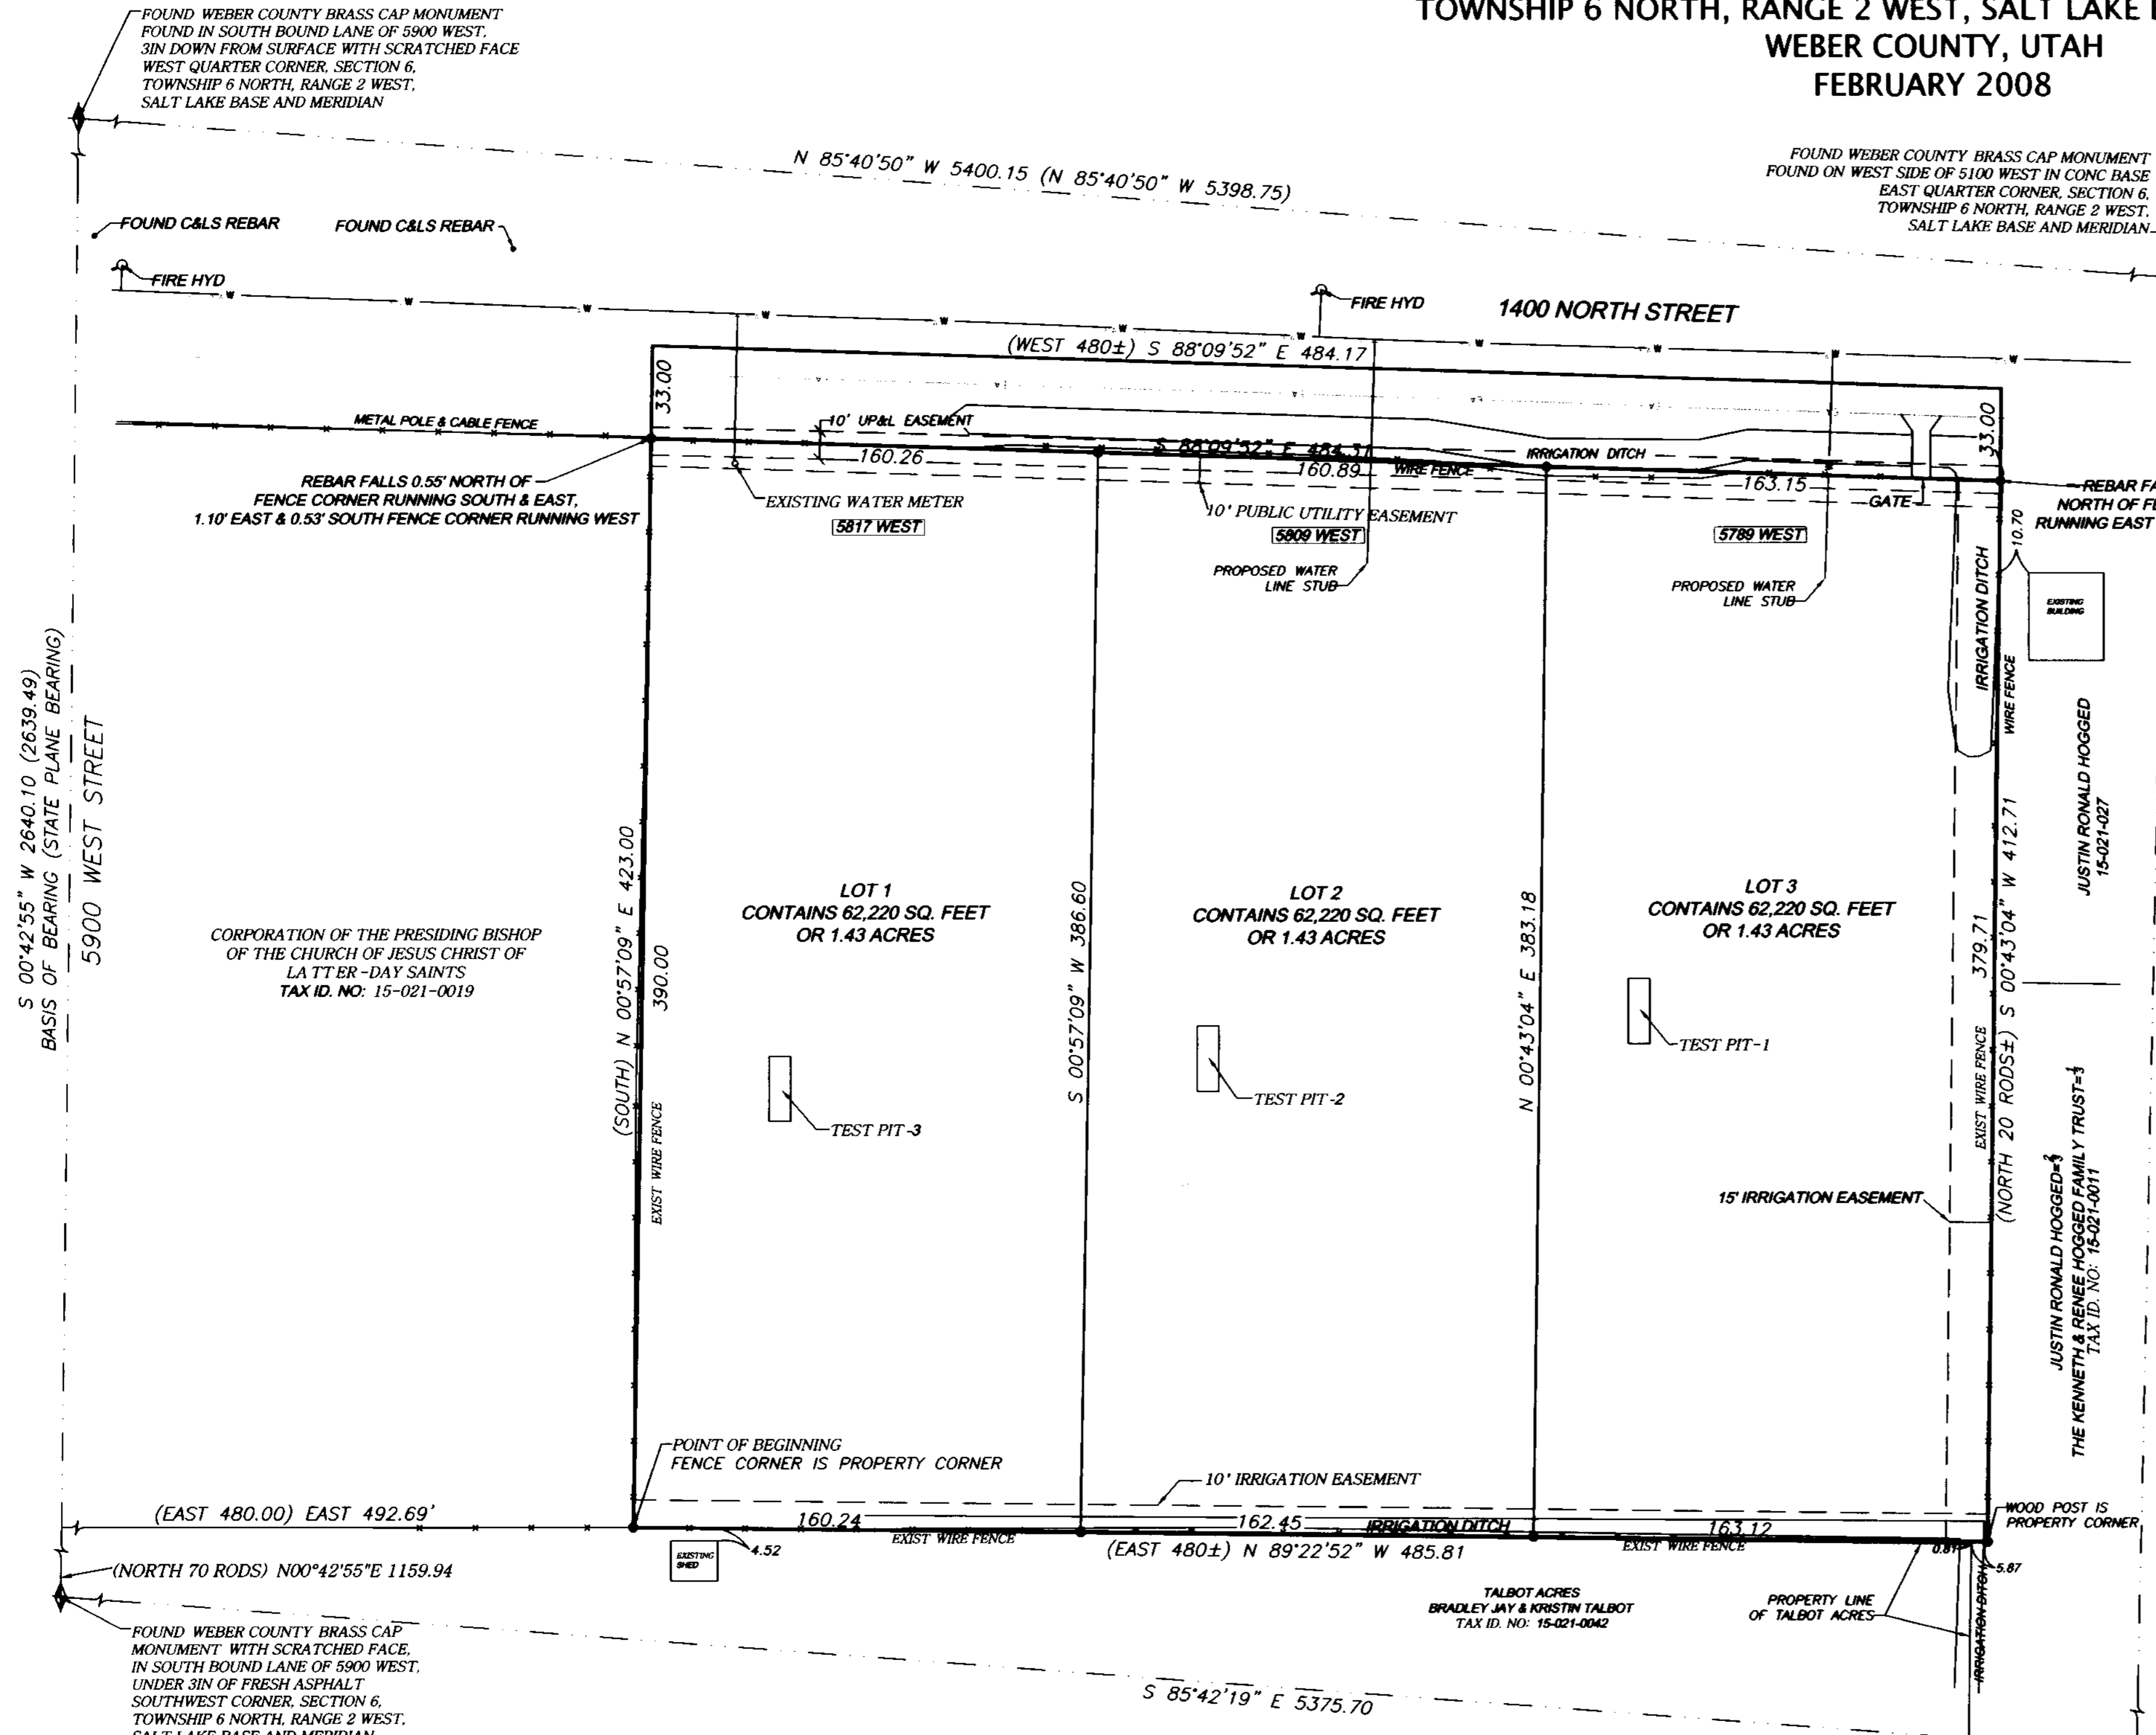 TOWNSHIP 6 NORTH, RANGE 2 WEST, SALT LAKE
WEBER COUNTY, UTAH
FEBRUARY 2008
FOUND WEBER COUNTY BRASS CAP MONUMENT
FOUND IN SOUTH BOUND LANE OF 5900 WEST,
3IN DOWN FROM SURFACE WITH SCRATCHED FACE
WEST QUARTER CORNER, SECTION 6,
TOWNSHIP 6 NORTH, RANGE 2 WEST,
SALT LAKE BASE AND MERIDIAN
N 85°40'50" W 5400.15 (N 85°40'50" W 5398.75)
FOUND WEBER COUNTY BRASS CAP MONUMENT
FOUND ON WEST SIDE OF 5100 WEST IN CONC BASE
EAST QUARTER CORNER, SECTION 6,
TOWNSHIP 6 NORTH, RANGE 2 WEST,
SALT LAKE BASE AND MERIDIAN
FOUND C&LS REBAR
FOUND C&LS REBAR
FIRE HYD
FIRE HYD
1400 NORTH STREET
W W W W W W W W W W W
(WEST 480±) S 88°09'52" E 484.17
33.00
33.00
METAL POLE & CABLE FENCE
10' UP&L EASEMENT
S 88°09'52" E 484.31
160.26
160.89
WIRE FENCE
IRRIGATION DITCH
163.15
GATE
REBAR FALLS 0.55' NORTH OF
FENCE CORNER RUNNING SOUTH & EAST,
1.10' EAST & 0.53' SOUTH FENCE CORNER RUNNING WEST
REBAR FA
NORTH OF FE
RUNNING EAST
EXISTING WATER METER
5817 WEST
10' PUBLIC UTILITY EASEMENT
5809 WEST
5789 WEST
PROPOSED WATER
LINE STUB
PROPOSED WATER
LINE STUB
10.70
IRRIGATION DITCH
WIRE FENCE
EXISTING
BUILDING
JUSTIN RONALD HOGGED
15-021-027
S 00°42'55" W 2640.10 (2639.49)
BASIS OF BEARING (STATE PLANE BEARING)
5900 WEST STREET
CORPORATION OF THE PRESIDING BISHOP
OF THE CHURCH OF JESUS CHRIST OF
LATTER-DAY SAINTS
TAX ID. NO: 15-021-0019
(SOUTH) N 00°57'09" E 423.00
390.00
EXIST WIRE FENCE
LOT 1
CONTAINS 62,220 SQ. FEET
OR 1.43 ACRES
S 00°57'09" W 386.60
LOT 2
CONTAINS 62,220 SQ. FEET
OR 1.43 ACRES
N 00°43'04" E 383.18
LOT 3
CONTAINS 62,220 SQ. FEET
OR 1.43 ACRES
379.71
EXIST WIRE FENCE
(NORTH 20 RODS±) S 00°43'04" W 412.71
TEST PIT-3
TEST PIT-2
TEST PIT-1
15' IRRIGATION EASEMENT
JUSTIN RONALD HOGGED=
THE KENNETH & RENEE HOGGED FAMILY TRUST=
TAX ID. NO: 15-021-0011
POINT OF BEGINNING
FENCE CORNER IS PROPERTY CORNER
10' IRRIGATION EASEMENT
WOOD POST IS
PROPERTY CORNER
(EAST 480.00) EAST 492.69'
160.24
EXIST WIRE FENCE
162.45
IRRIGATION DITCH
163.12
EXIST WIRE FENCE
0.81
5.87
4.52
EXISTING
SHED
(EAST 480±) N 89°22'52" W 485.81
(NORTH 70 RODS) N00°42'55"E 1159.94
TALBOT ACRES
BRADLEY JAY & KRISTIN TALBOT
TAX ID. NO: 15-021-0042
PROPERTY LINE
OF TALBOT ACRES
IRRIGATION DITCH
FOUND WEBER COUNTY BRASS CAP
MONUMENT WITH SCRATCHED FACE,
IN SOUTH BOUND LANE OF 5900 WEST,
UNDER 3IN OF FRESH ASPHALT
SOUTHWEST CORNER, SECTION 6,
TOWNSHIP 6 NORTH, RANGE 2 WEST,
SALT LAKE BASE AND MERIDIAN
S 85°42'19" E 5375.70